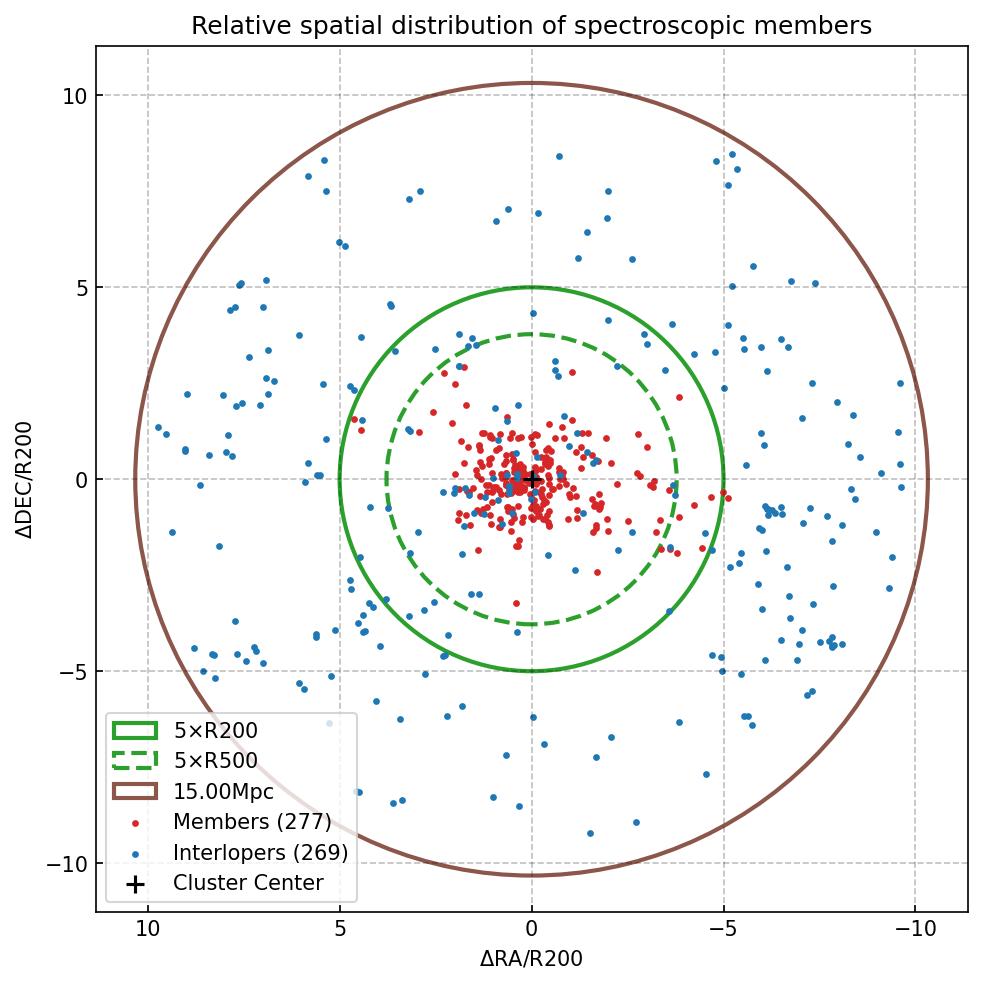 Relative spatial distribution of spectroscopic members
10
5
0
−5
−10
ΔDEC/R200
5×R200
5×R500
15.00Mpc
Members (277)
Interlopers (269)
Cluster Center
10
5
0
−5
−10
ΔRA/R200